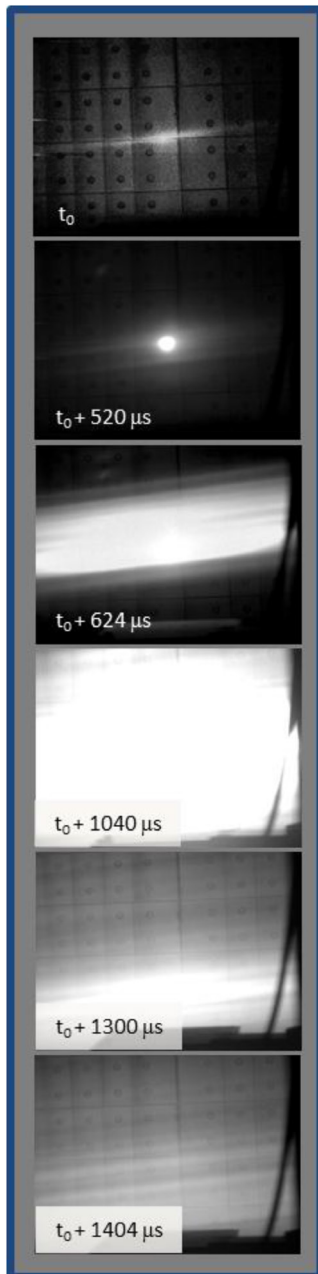 t₀
t₀ + 520 μs
t₀ + 624 μs
t₀ + 1040 μs
t₀ + 1300 μs
t₀ + 1404 μs